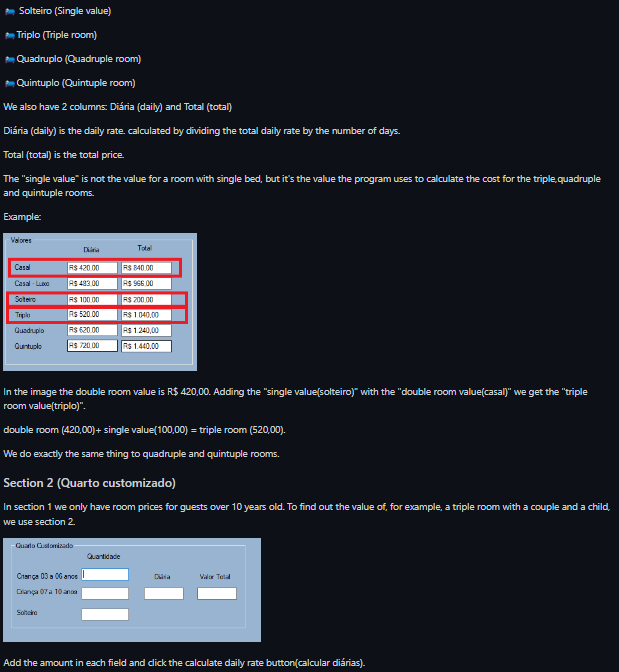 Solteiro (Single value)
Triplo (Triple room)
Quadruplo (Quadruple room)
Quintuplo (Quintuple room)
We also have 2 columns: Diária (daily) and Total (total)
Diária (daily) is the daily rate. calculated by dividing the total daily rate by the number of days.
Total (total) is the total price.
The "single value" is not the value for a room with single bed, but it's the value the program uses to calculate the cost for the triple,quadruple
and quintuple rooms.
Example:
Valores
Diária Total
Casal R$ 420,00 R$ 840,00
Casal - Luxo R$ 483,00 R$ 966,00
Solteiro R$ 100,00 R$ 200,00
Triplo R$ 520,00 R$ 1.040,00
Quadruplo R$ 620,00 R$ 1.240,00
Quintuplo R$ 720,00 R$ 1.440,00
In the image the double room value is R$ 420,00. Adding the "single value(solteiro)" with the "double room value(casal)" we get the "triple
room value(triplo)".
double room (420,00)+ single value(100,00) = triple room (520,00).
We do exactly the same thing to quadruple and quintuple rooms.
Section 2 (Quarto customizado)
In section 1 we only have room prices for guests over 10 years old. To find out the value of, for example, a triple room with a couple and a child,
we use section 2.
Quarto Customizado
Quantidade
Criança 03 a 06 anos Diária Valor Total
Criança 07 a 10 anos
Solteiro
Add the amount in each field and click the calculate daily rate button(calcular diárias).